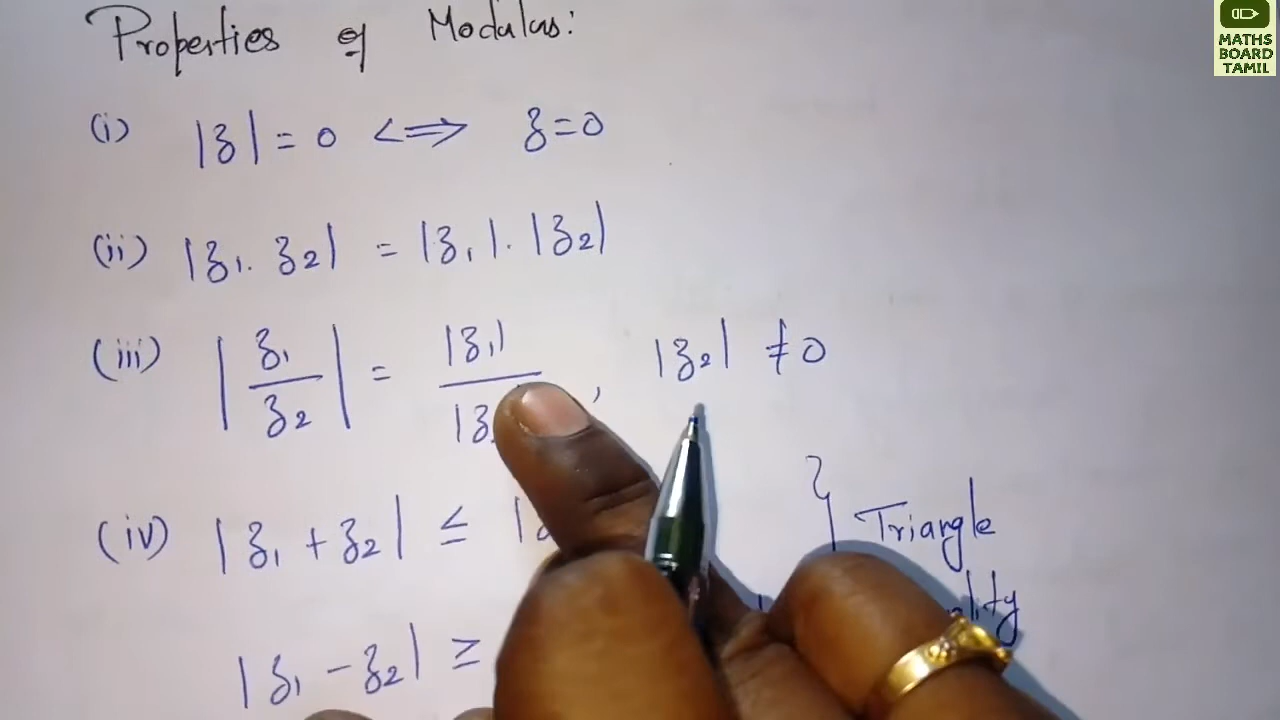 Properties of Modulus:
MATHS
BOARD
TAMIL
(i) |z| = 0 <=> z=0
(ii) |z1. z2| = |z1|. |z2|
(iii) |z1/z2| = |z1|/|z , |z2| ≠ 0
(iv) |z1 + z2| ≤ | } Triangle
|z1 - z2| ≥